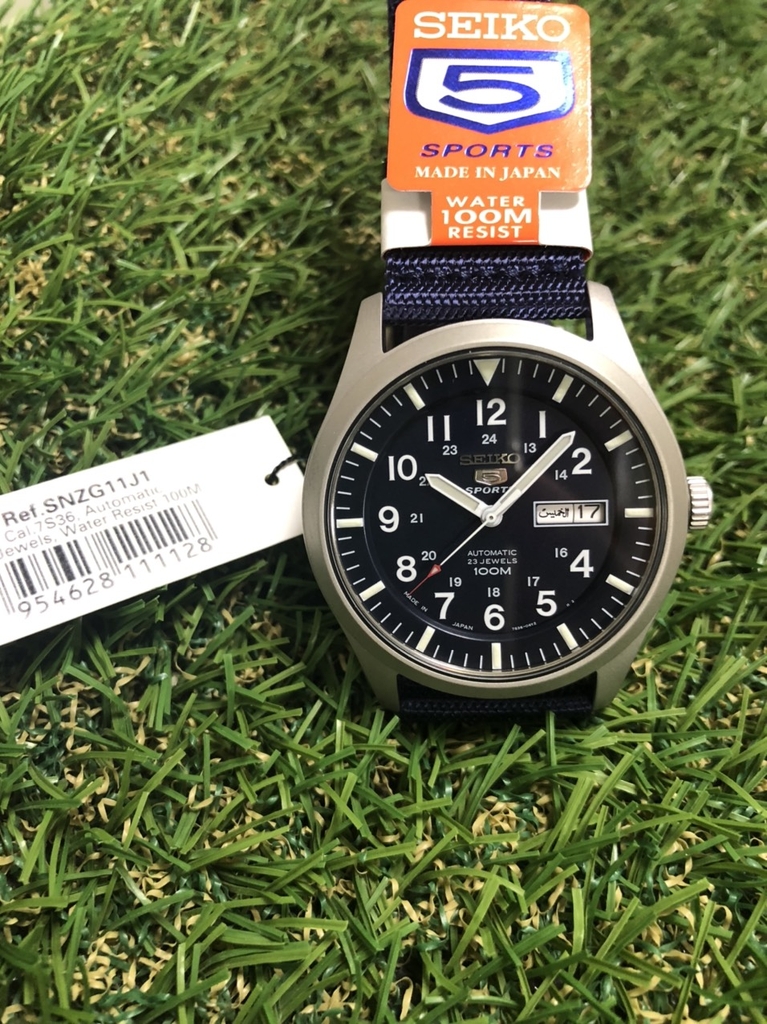 SEIKO
5
SPORTS
MADE IN JAPAN
WATER
100M
RESIST
Ref.SNZG11J1
Cal.7S36, Automatic
Jewels, Water Resist 100M
954628 111128
12
11
1
24
23
13
SEIKO
5
SPORTS
10
2
14
9
21
الخميس 17
AUTOMATIC
23 JEWELS
100M
8
20
16
4
19
17
18
7
5
6
MADE IN
JAPAN